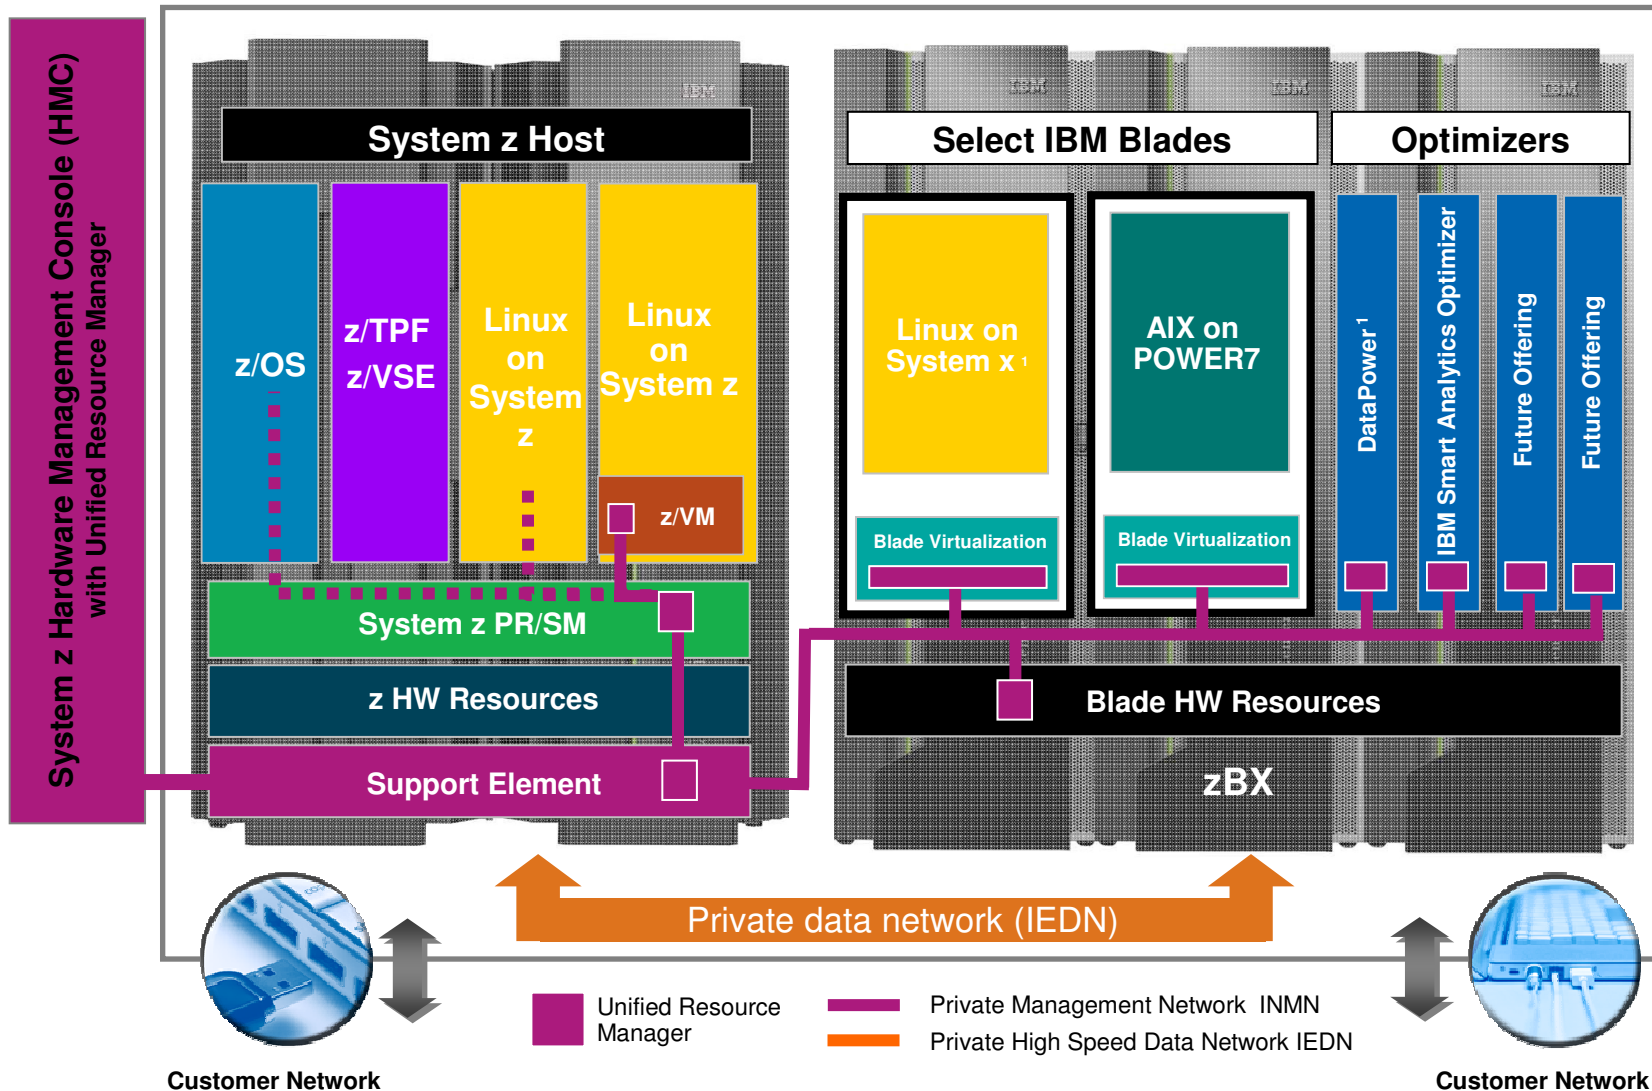 System z Hardware Management Console (HMC)
with Unified Resource Manager
IBM
System z Host
z/OS
z/TPF
z/VSE
Linux
on
System
z
Linux
on
System z
z/VM
System z PR/SM
z HW Resources
Support Element
IBM
IBM
IBM
Select IBM Blades
Optimizers
Linux on
System x 1
AIX on
POWER7
Blade Virtualization
Blade Virtualization
DataPower 1
IBM Smart Analytics Optimizer
Future Offering
Future Offering
Blade HW Resources
zBX
Private data network (IEDN)
Unified Resource
Manager
Private Management Network INMN
Private High Speed Data Network IEDN
Customer Network
Customer Network